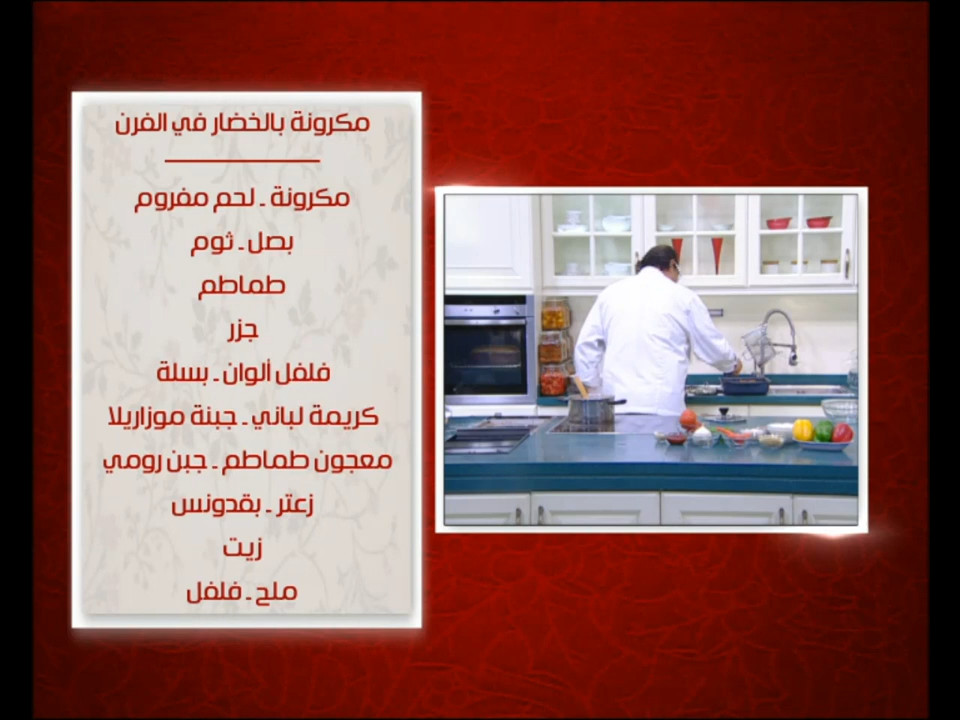 مكرونة بالخضار في الفرن
مكرونة ـ لحم مفروم
بصل ـ ثوم
طماطم
جزر
فلفل ألوان ـ بسلة
كريمة لباني ـ جبنة موزاريلا
معجون طماطم ـ جبن رومي
زعتر ـ بقدونس
زيت
ملح ـ فلفل